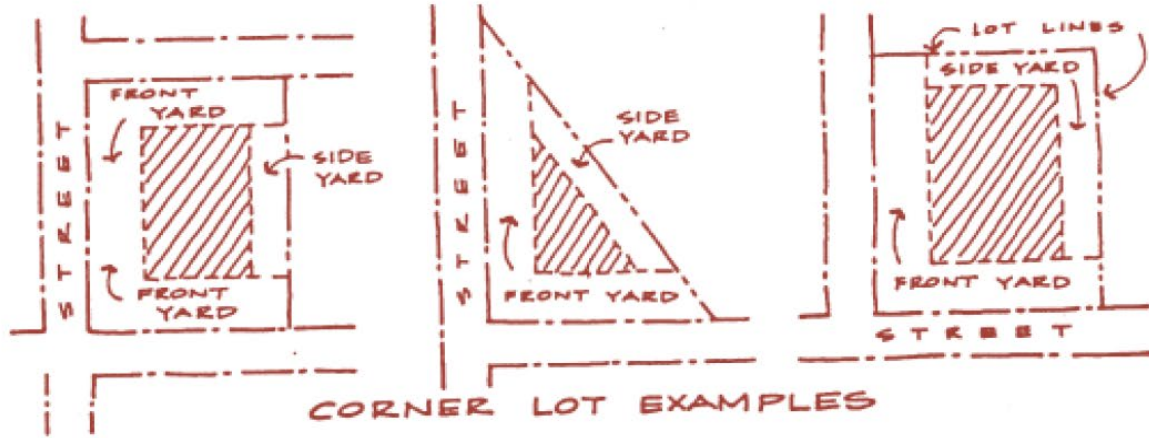 FRONT
YARD
STREET
SIDE
YARD
FRONT
YARD
STREET
SIDE
YARD
FRONT YARD
LOT LINES
SIDE YARD
FRONT YARD
STREET
CORNER LOT EXAMPLES